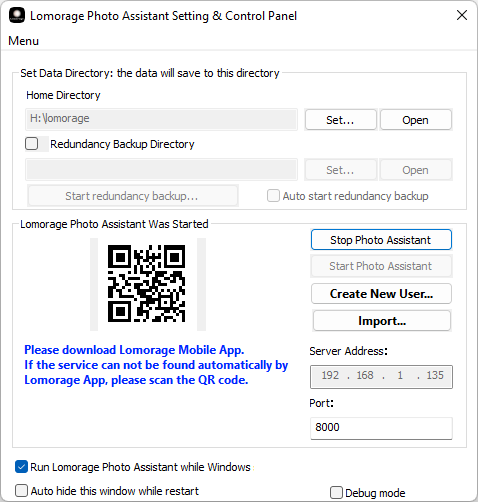 Lomorage Photo Assistant Setting & Control Panel
Menu
Set Data Directory: the data will save to this directory
Home Directory
H:\lomorage
Set...
Open
Redundancy Backup Directory
Set...
Open
Start redundancy backup...
Auto start redundancy backup
Lomorage Photo Assistant Was Started
Stop Photo Assistant
Start Photo Assistant
Create New User...
Import...
Please download Lomorage Mobile App.
If the service can not be found automatically by
Lomorage App, please scan the QR code.
Server Address:
192 . 168 . 1 . 135
Port:
8000
Run Lomorage Photo Assistant while Windows
Auto hide this window while restart
Debug mode